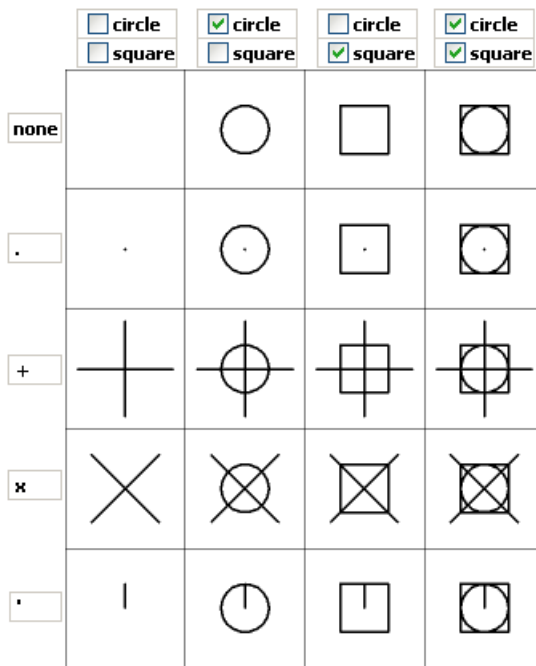 circle circle circle circle
square square square square
none
.
+
x
'